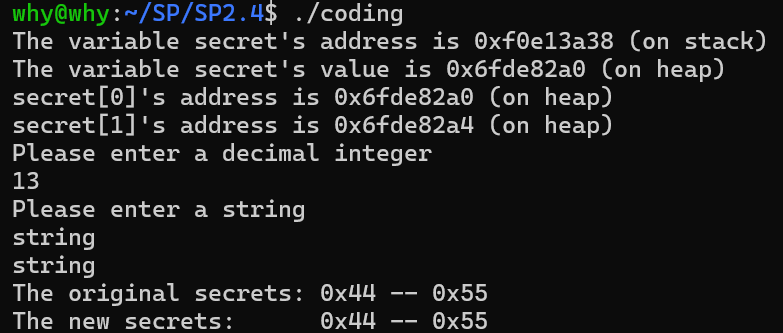 why@why:~/SP/SP2.4$ ./coding
The variable secret's address is 0xf0e13a38 (on stack)
The variable secret's value is 0x6fde82a0 (on heap)
secret[0]'s address is 0x6fde82a0 (on heap)
secret[1]'s address is 0x6fde82a4 (on heap)
Please enter a decimal integer
13
Please enter a string
string
string
The original secrets: 0x44 -- 0x55
The new secrets:      0x44 -- 0x55